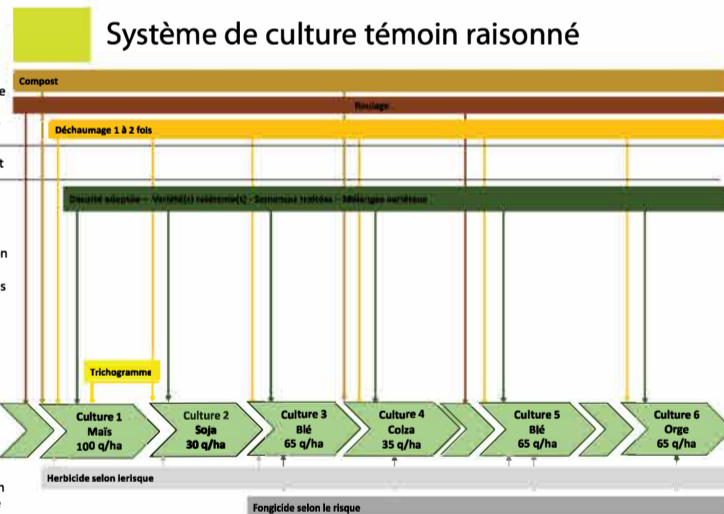 Système de culture témoin raisonné
Compost
Roulage
Déchaumage 1 à 2 fois
t
Densité adaptée – Variété(s) tolérante(s) - Semences traitées – Mélanges variétaux
n
s
Trichogramme
Culture 1
Maïs
100 q/ha
Culture 2
Soja
30 q/ha
Culture 3
Blé
65 q/ha
Culture 4
Colza
35 q/ha
Culture 5
Blé
65 q/ha
Culture 6
Orge
65 q/ha
Herbicide selon lerisque
n
Fongicide selon le risque